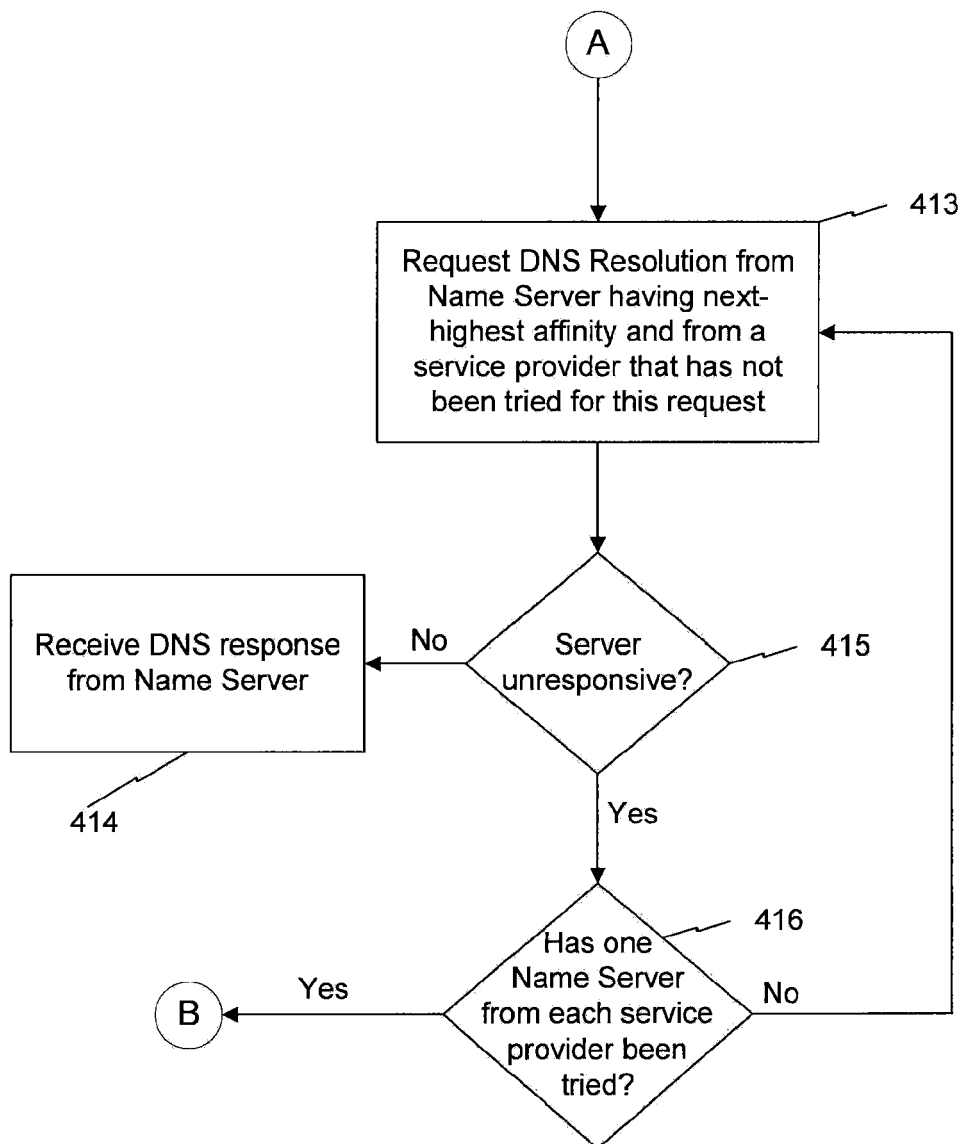 A
413
Request DNS Resolution from
Name Server having next-
highest affinity and from a
service provider that has not
been tried for this request
Receive DNS response
from Name Server
No
Server
unresponsive?
415
414
Yes
416
Has one
Name Server
from each service
provider been
tried?
Yes
No
B